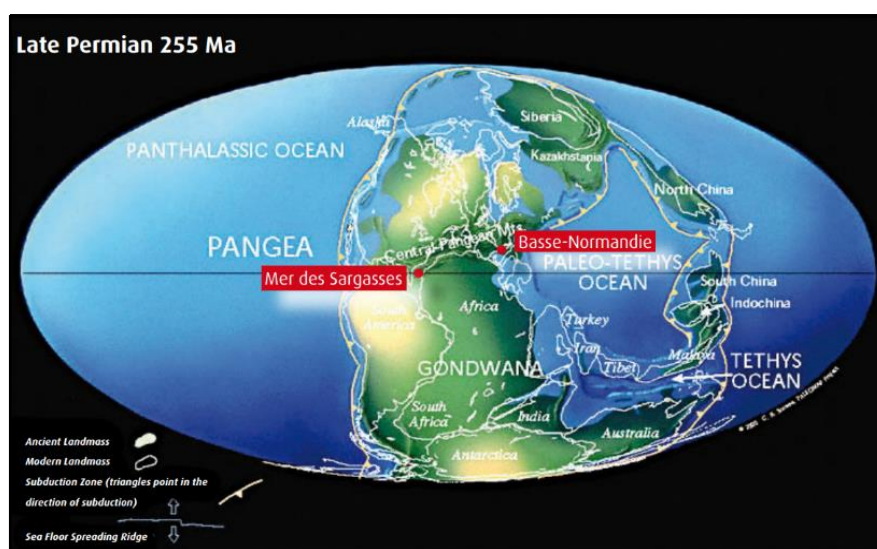 Late Permian 255 Ma
PANTHALASSIC OCEAN
Alaska
Siberia
Kazakhstania
North China
PANGEA
Central Pangean Mts.
Basse-Normandie
Mer des Sargasses
PALEO-TETHYS
OCEAN
South China
Indochina
South
America
Africa
Turkey
Iran
Tibet
Malaya
GONDWANA
TETHYS
OCEAN
South
Africa
India
Australia
Antarctica
Ancient Landmass
Modern Landmass
Subduction Zone (triangles point in the
direction of subduction)
Sea Floor Spreading Ridge